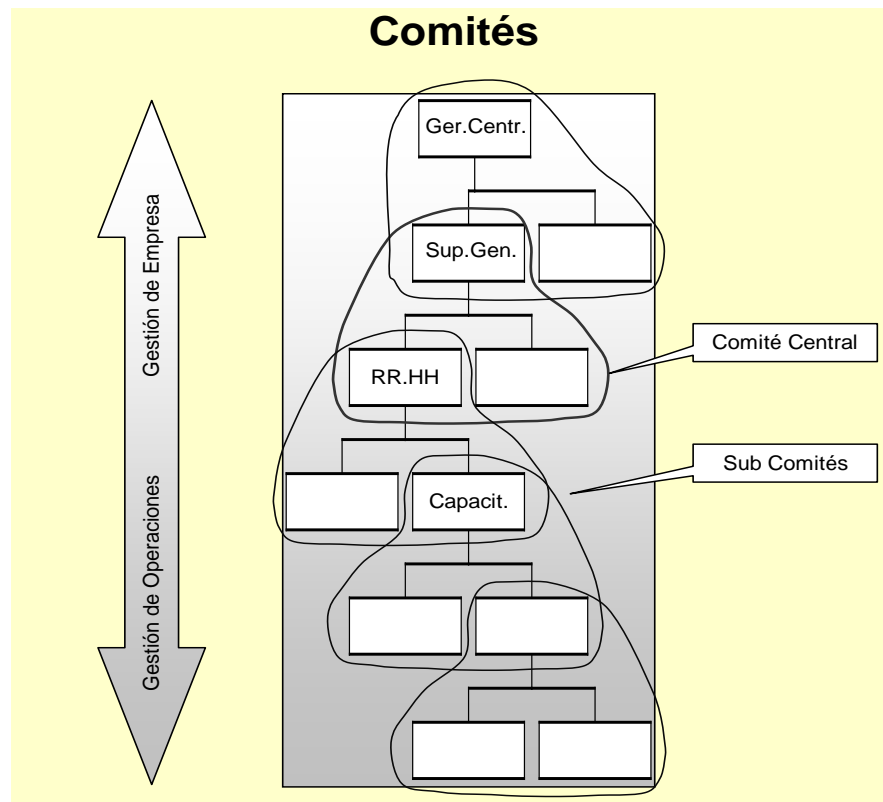 Comités
Ger.Centr.
Gestión de Empresa
Sup.Gen.
Comité Central
RR.HH
Sub Comités
Gestión de Operaciones
Capacit.